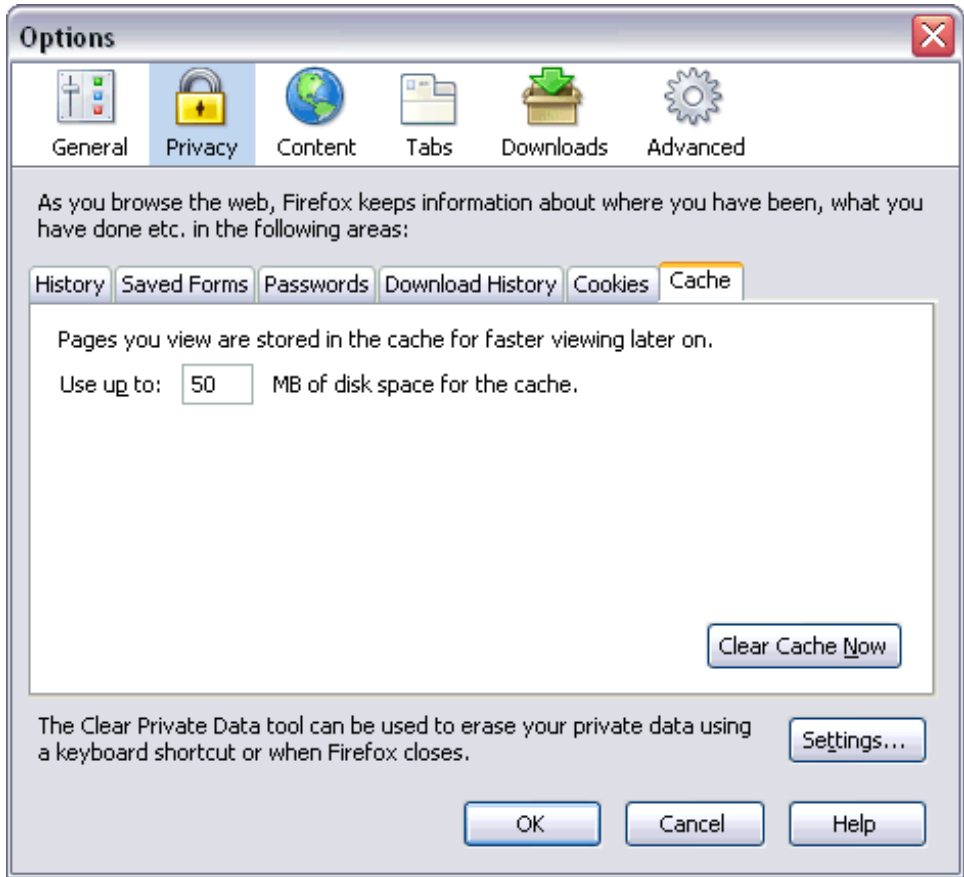 Options
General Privacy Content Tabs Downloads Advanced
As you browse the web, Firefox keeps information about where you have been, what you
have done etc. in the following areas:
History Saved Forms Passwords Download History Cookies Cache
Pages you view are stored in the cache for faster viewing later on.
Use up to: 50 MB of disk space for the cache.
Clear Cache Now
The Clear Private Data tool can be used to erase your private data using
a keyboard shortcut or when Firefox closes.
Settings...
OK Cancel Help